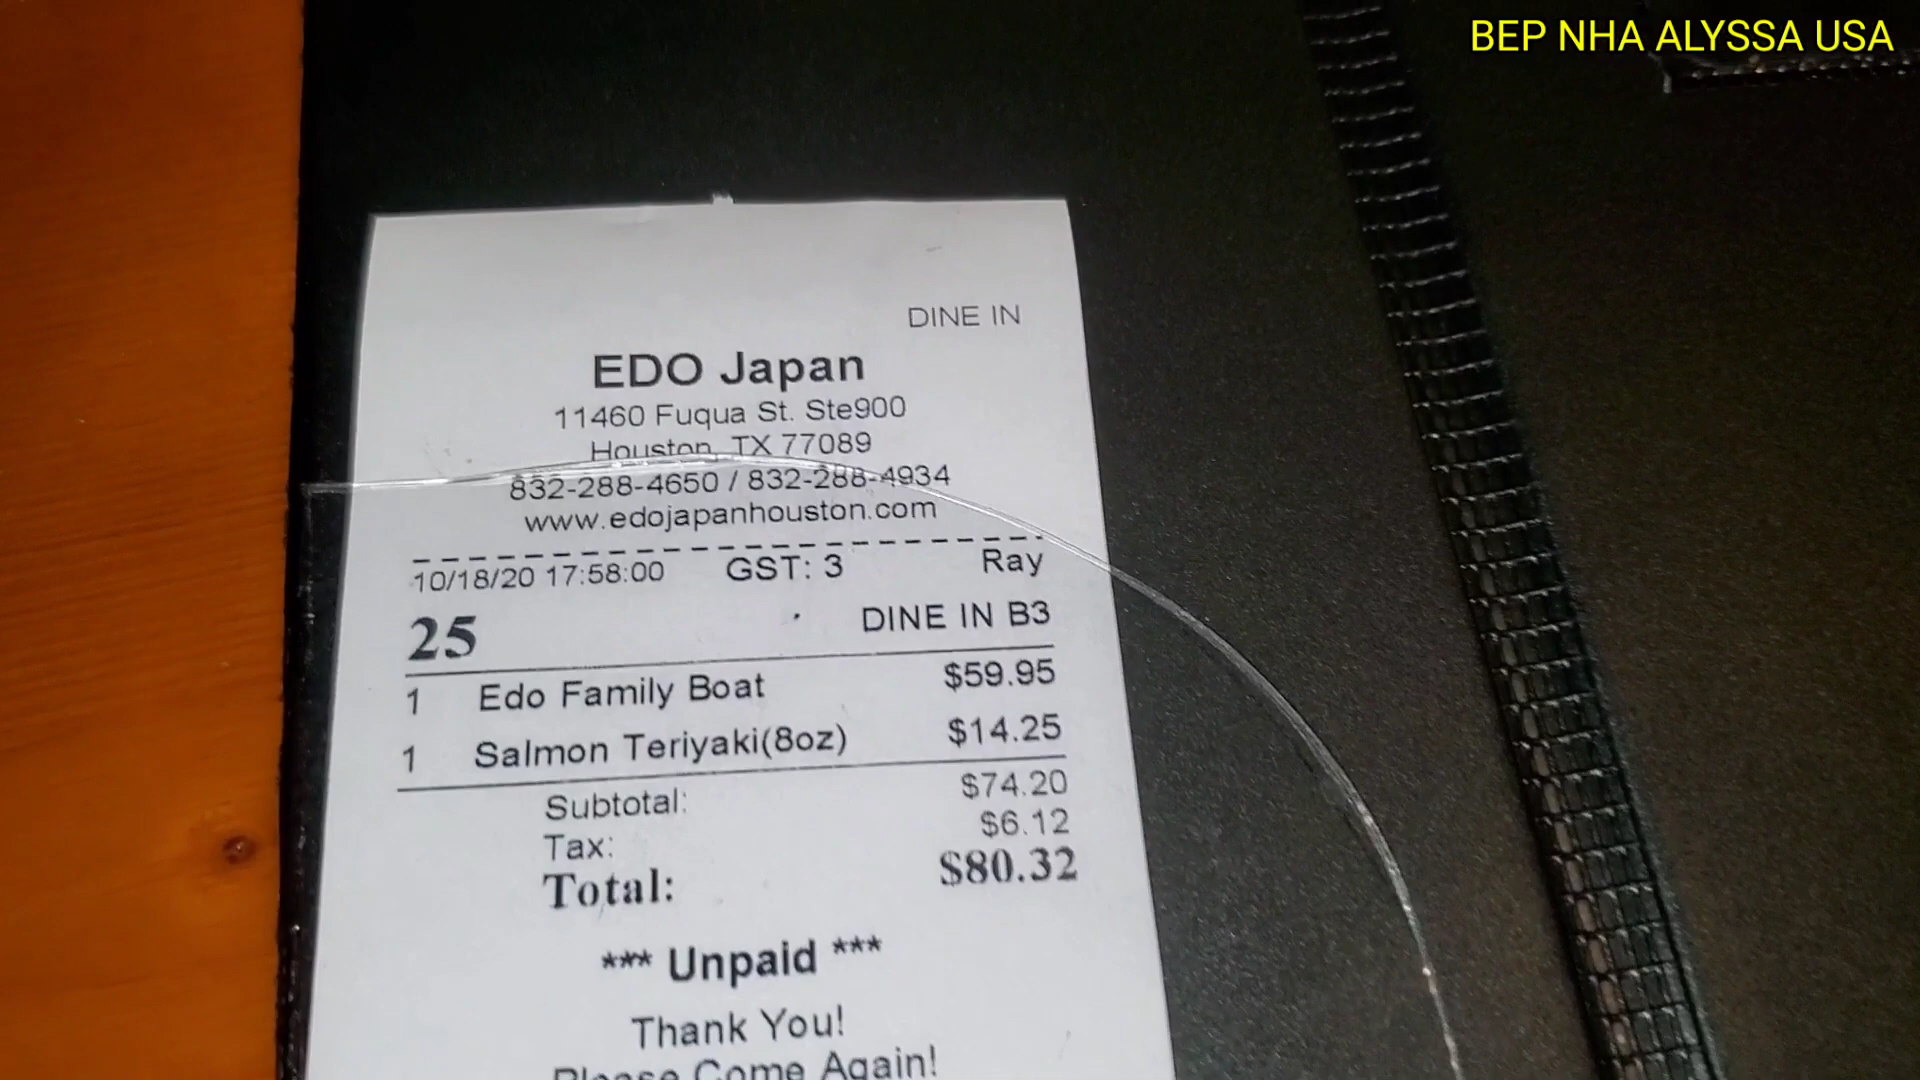 BEP NHA ALYSSA USA
DINE IN
EDO Japan
11460 Fuqua St. Ste900
Houston, TX 77089
832-288-4650 / 832-288-4934
www.edojapanhouston.com
10/18/20 17:58:00 GST: 3 Ray
25 DINE IN B3
1 Edo Family Boat $59.95
1 Salmon Teriyaki(8oz) $14.25
Subtotal: $74.20
Tax: $6.12
Total: $80.32
*** Unpaid ***
Thank You!
Please Come Again!